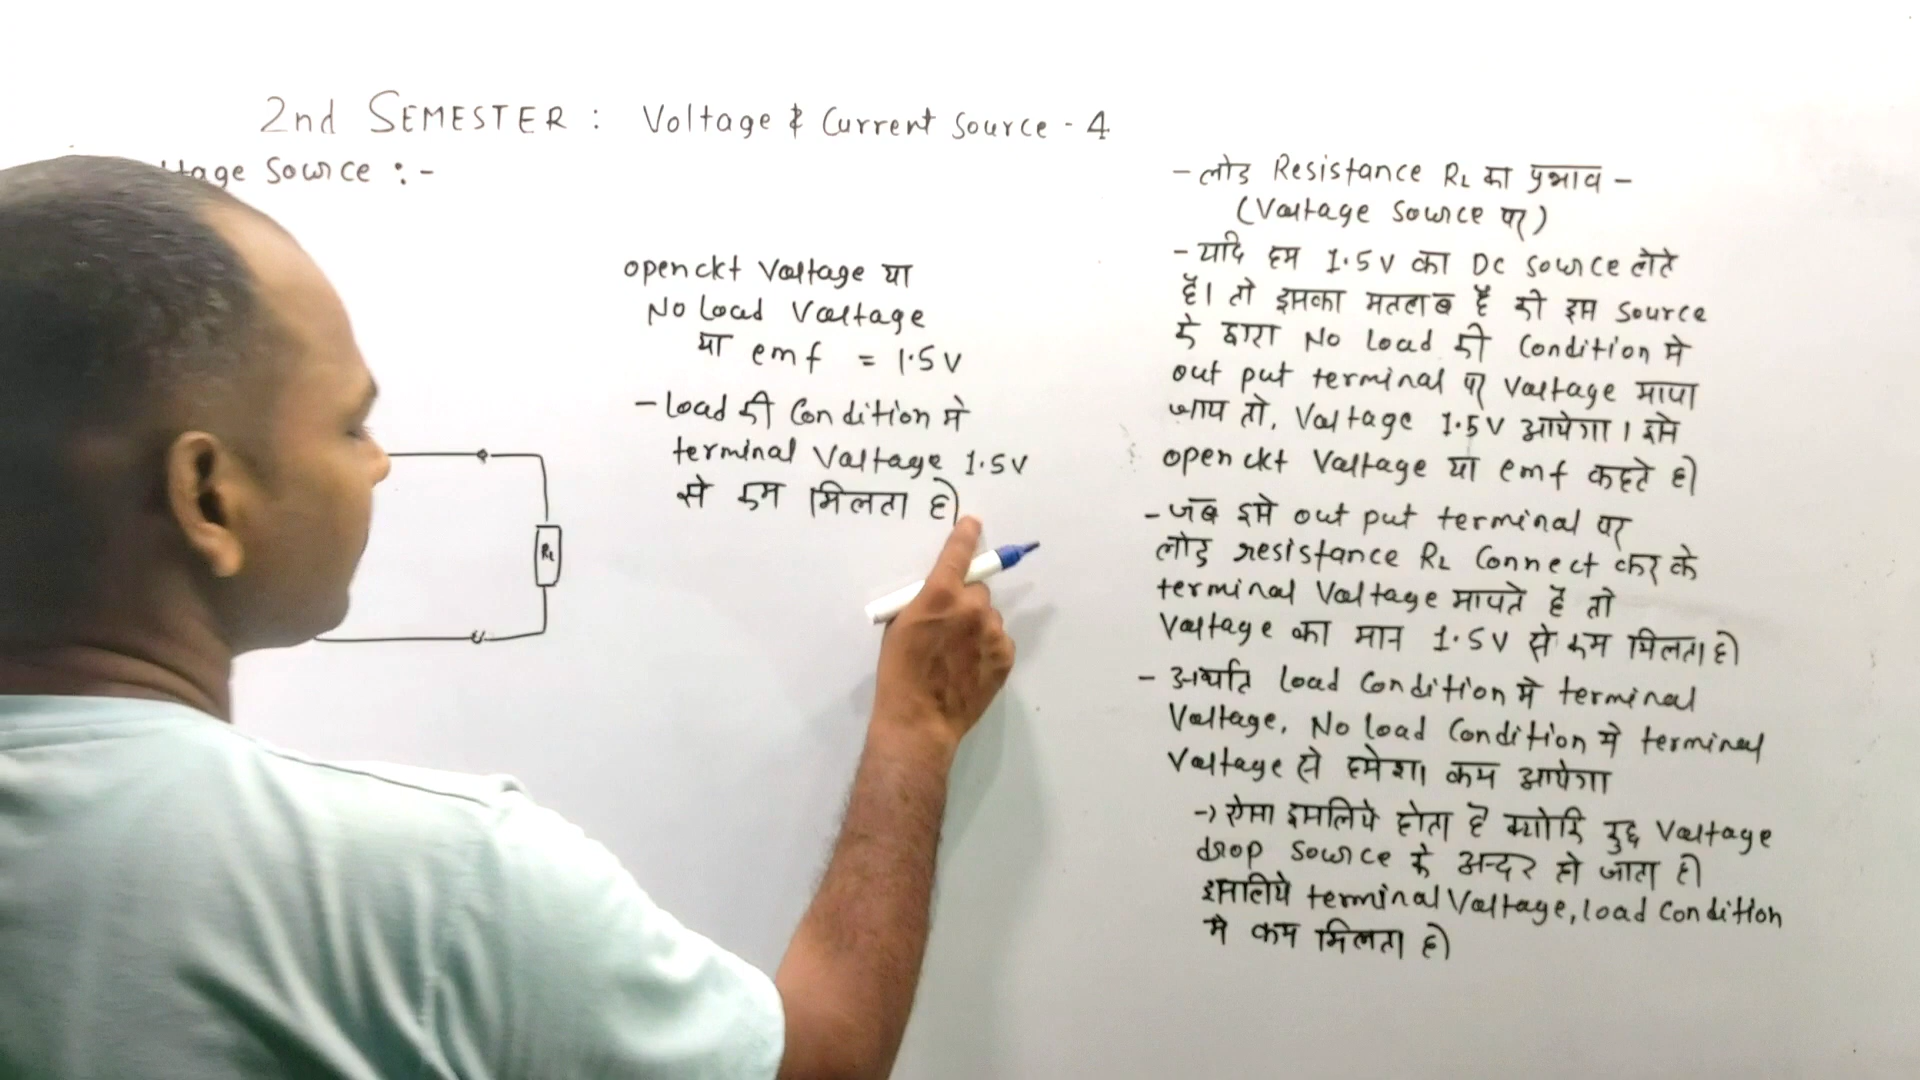 2nd SEMESTER : Voltage & Current Source - 4
tage Source :-
open ckt Voltage या
No Load Voltage
या emf = 1.5V
- Load की Condition मे
terminal Voltage 1.5V
से कम मिलता है
RL
- लोड Resistance RL का प्रभाव -
(Voltage Source पर)
- यदि हम 1.5V का DC Source लेते
है। तो इसका मतलब है की इस Source
के द्वारा No Load की Condition मे
out put terminal पर Voltage मापा
जाय तो, Voltage 1.5V आयेगा। इसे
open ckt Voltage या emf कहते है
- जब इसे out put terminal पर
लोड resistance RL Connect कर के
terminal Voltage मापते है तो
Voltage का मान 1.5V से कम मिलता है
- अर्थात Load Condition मे terminal
Voltage, No Load Condition मे terminal
Voltage से हमेशा कम आयेगा
→ ऐसा इसलिये होता है क्योकि कुछ Voltage
drop Source के अन्दर हो जाता है
इसलिये terminal Voltage, Load Condition
मे कम मिलता है